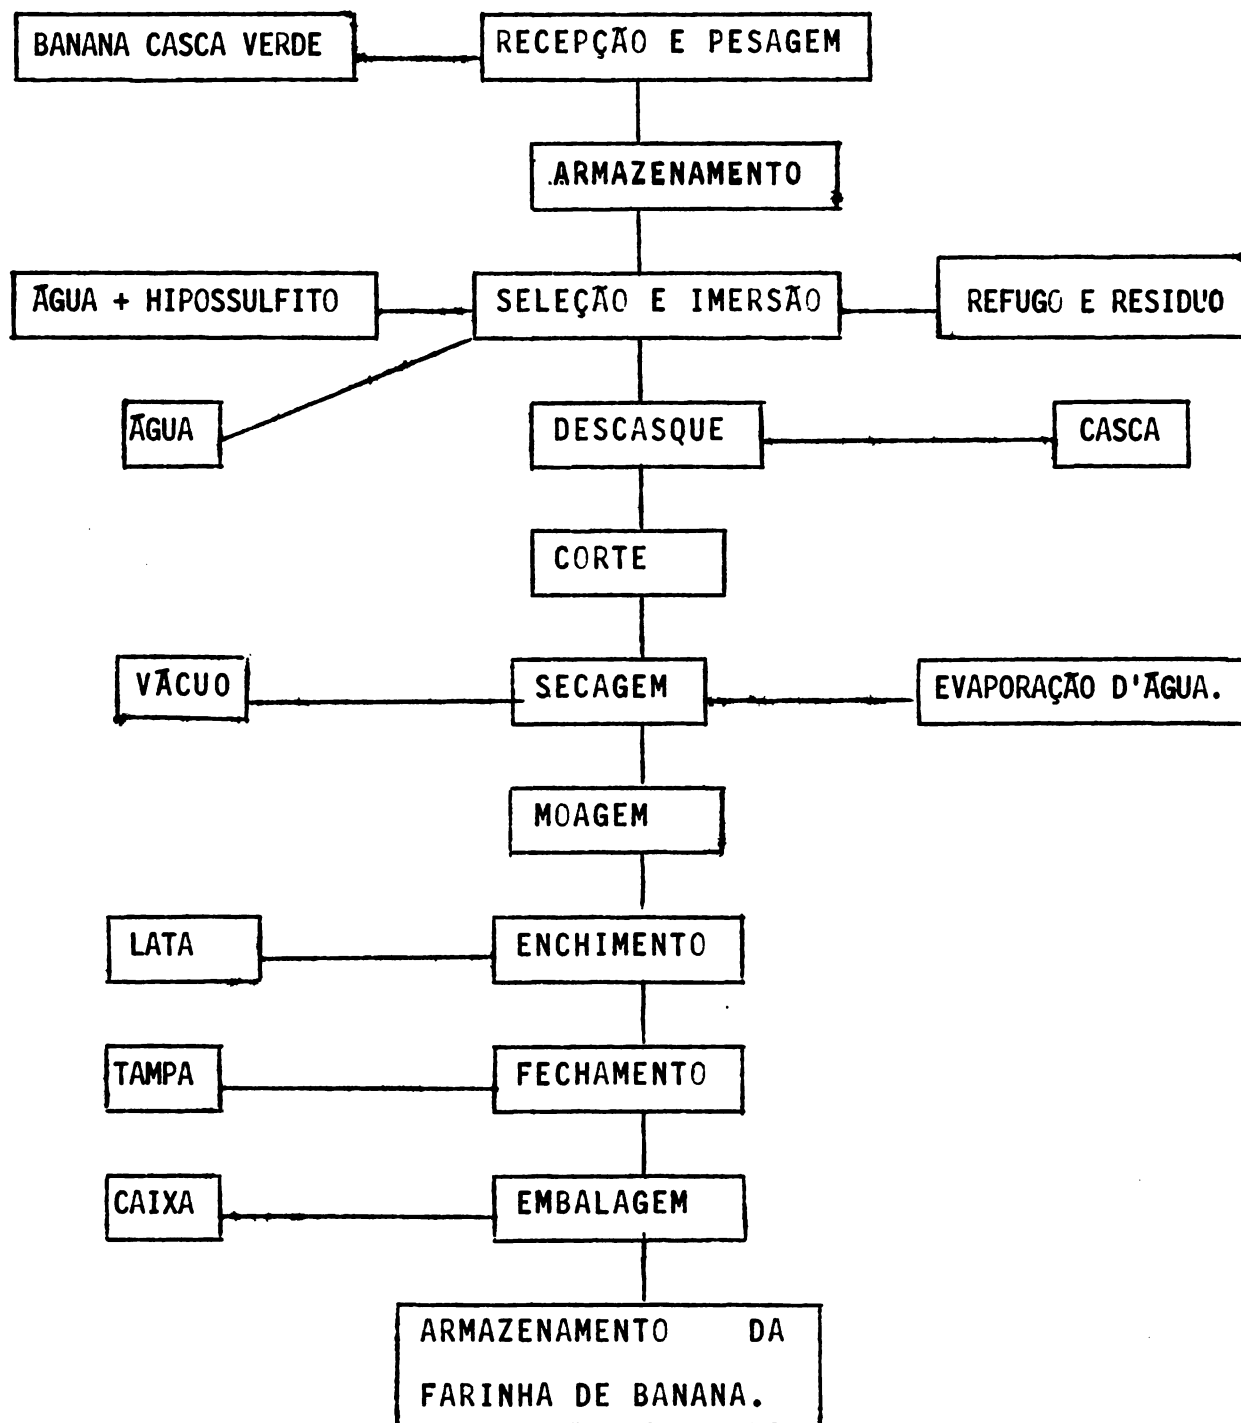 BANANA CASCA VERDE
RECEPÇÃO E PESAGEM
ARMAZENAMENTO
ÁGUA + HIPOSSULFITO
SELEÇÃO E IMERSÃO
REFUGO E RESIDUO
ÁGUA
DESCASQUE
CASCA
CORTE
VÁCUO
SECAGEM
EVAPORAÇÃO D'ÁGUA.
MOAGEM
LATA
ENCHIMENTO
TAMPA
FECHAMENTO
CAIXA
EMBALAGEM
ARMAZENAMENTO DA
FARINHA DE BANANA.